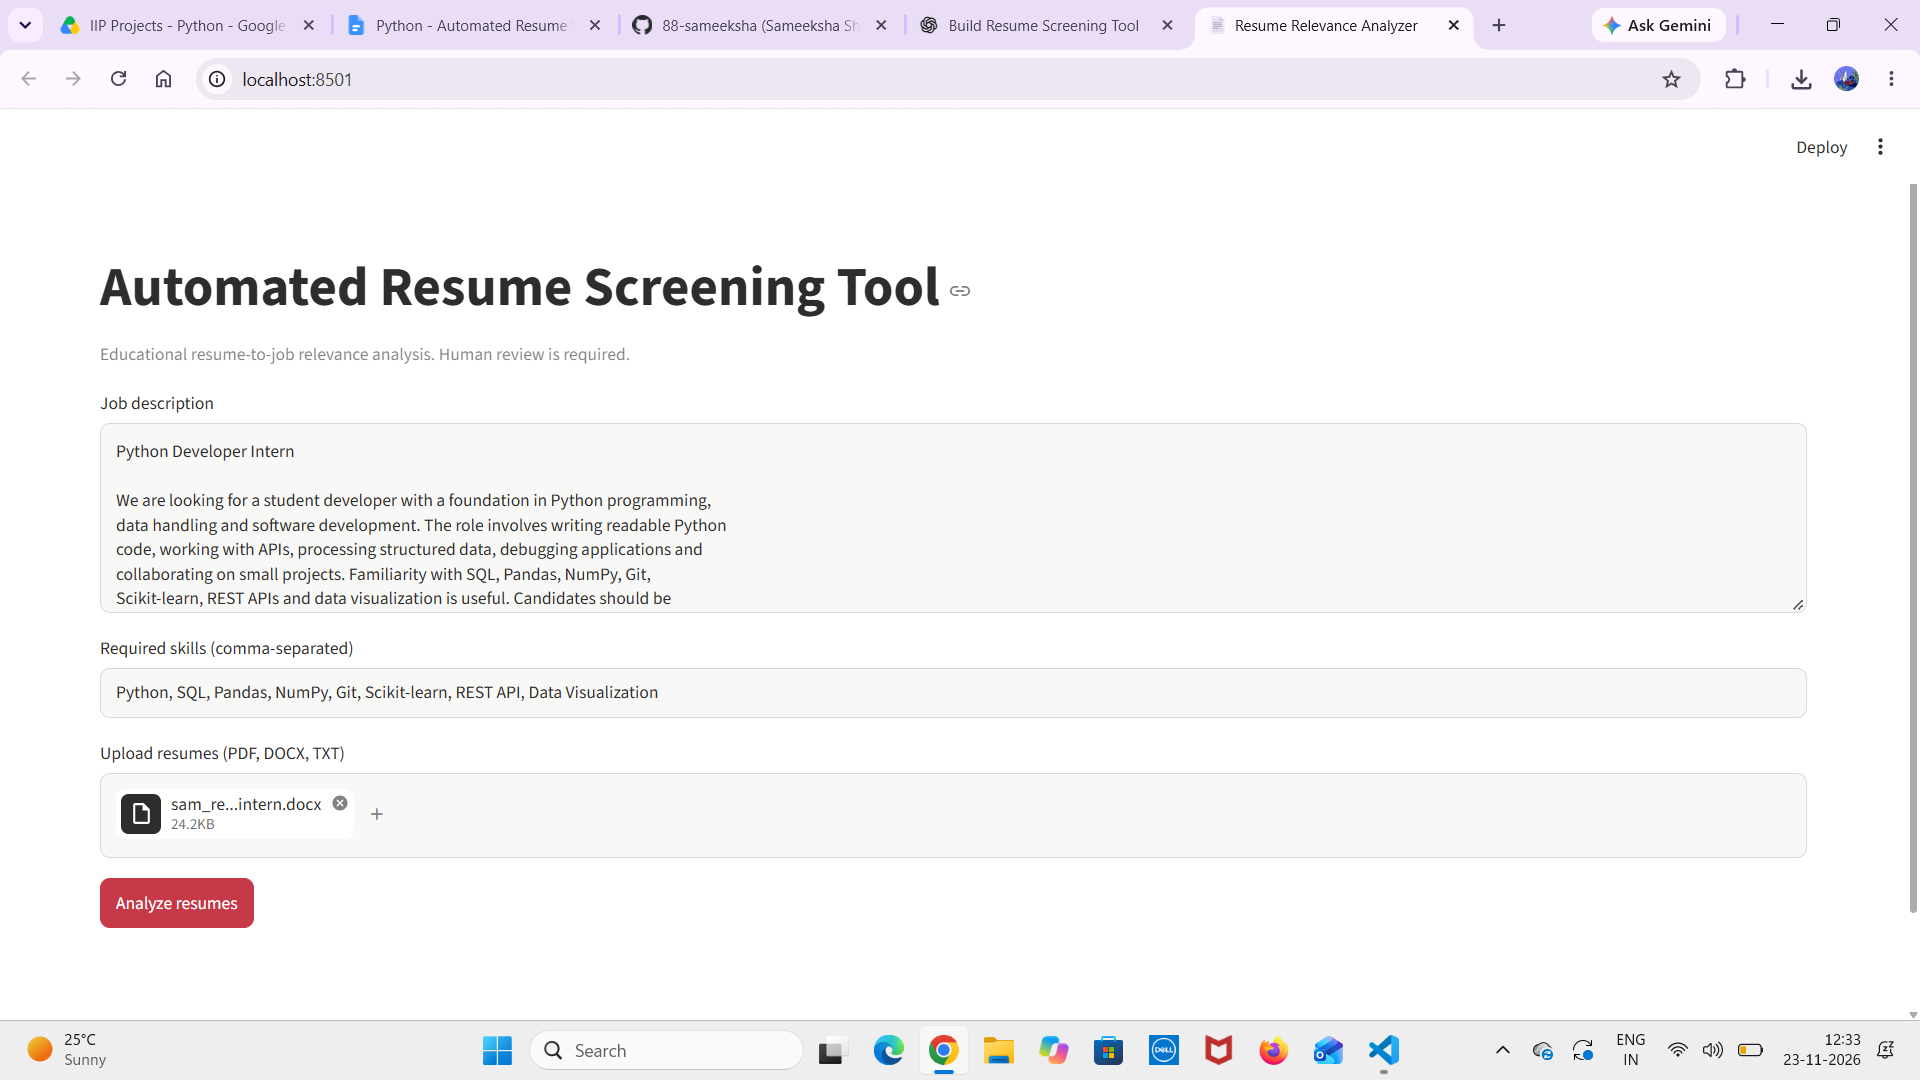 IIP Projects - Python - Google
Python - Automated Resume
88-sameeksha (Sameeksha Sh
Build Resume Screening Tool
Resume Relevance Analyzer
Ask Gemini
localhost:8501
Deploy
Automated Resume Screening Tool
Educational resume-to-job relevance analysis. Human review is required.
Job description
Python Developer Intern
We are looking for a student developer with a foundation in Python programming,
data handling and software development. The role involves writing readable Python
code, working with APIs, processing structured data, debugging applications and
collaborating on small projects. Familiarity with SQL, Pandas, NumPy, Git,
Scikit-learn, REST APIs and data visualization is useful. Candidates should be
Required skills (comma-separated)
Python, SQL, Pandas, NumPy, Git, Scikit-learn, REST API, Data Visualization
Upload resumes (PDF, DOCX, TXT)
sam_re...intern.docx
24.2KB
Analyze resumes
25°C
Sunny
Search
DELL
ENG
IN
12:33
23-11-2026